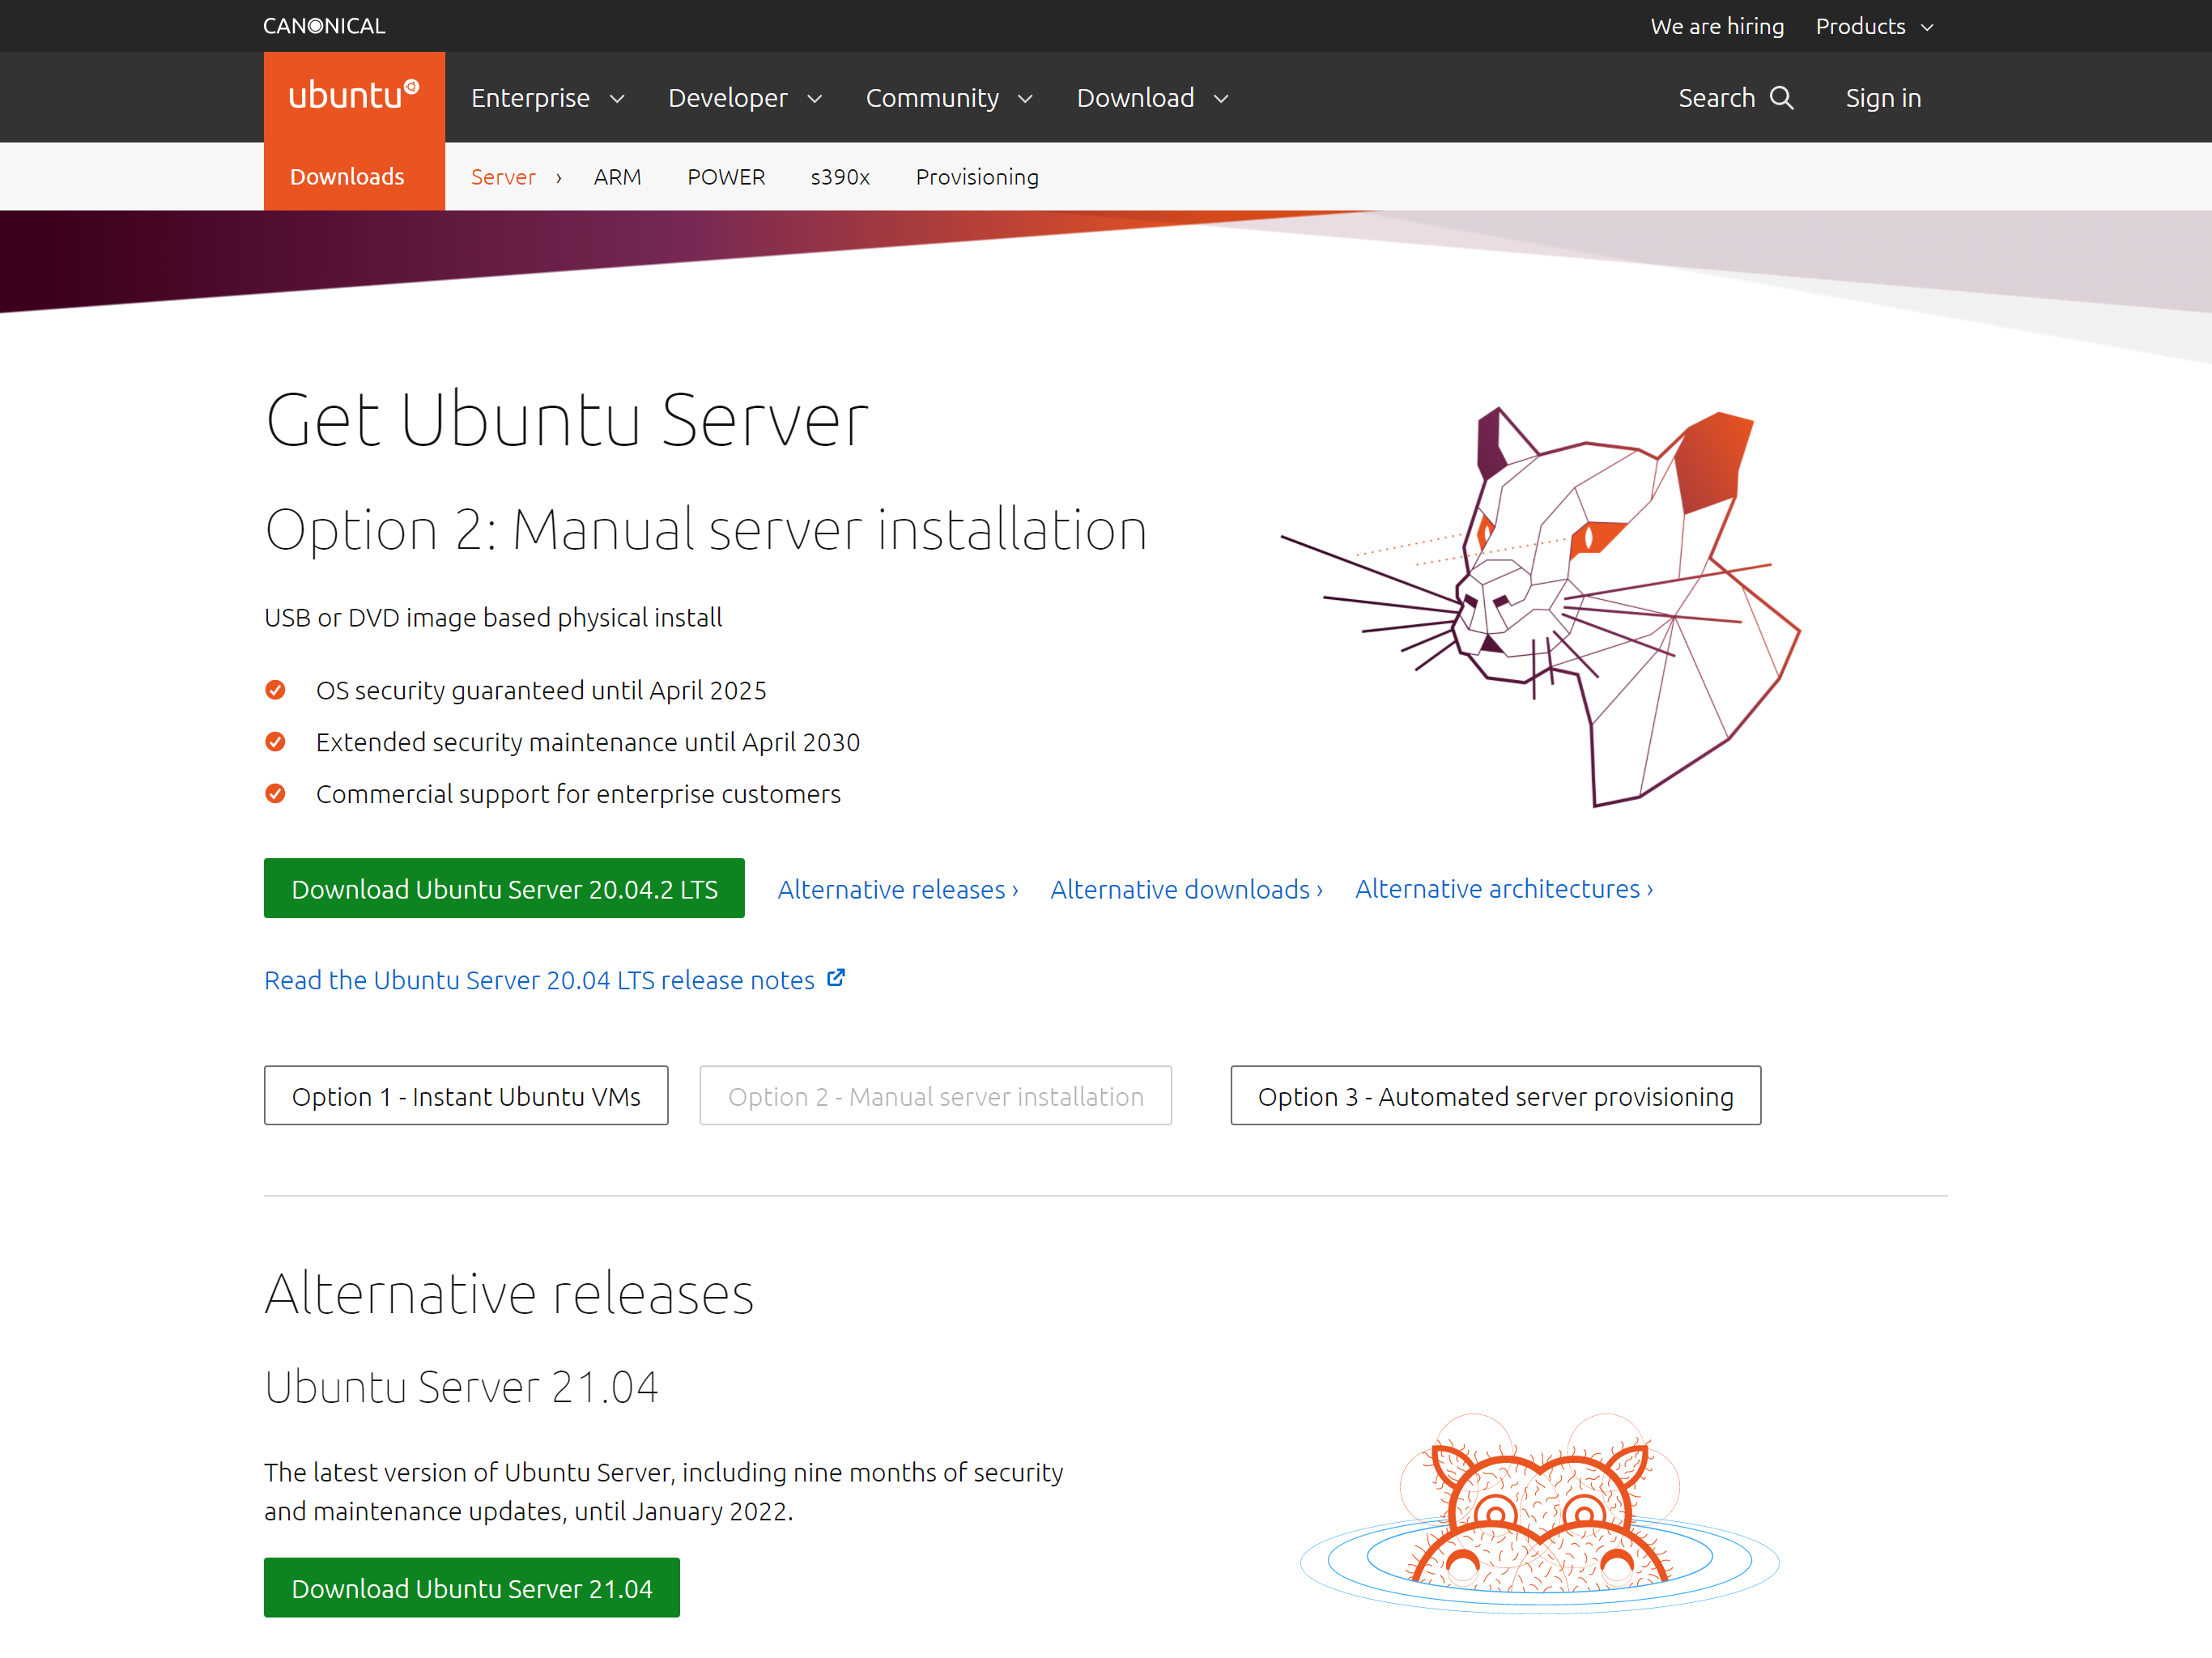 CANONICAL
We are hiring Products
ubuntu Enterprise Developer Community Download Search Sign in
Downloads Server › ARM POWER s390x Provisioning
Get Ubuntu Server
Option 2: Manual server installation
USB or DVD image based physical install
OS security guaranteed until April 2025
Extended security maintenance until April 2030
Commercial support for enterprise customers
Download Ubuntu Server 20.04.2 LTS Alternative releases › Alternative downloads › Alternative architectures ›
Read the Ubuntu Server 20.04 LTS release notes
Option 1 - Instant Ubuntu VMs Option 2 - Manual server installation Option 3 - Automated server provisioning
Alternative releases
Ubuntu Server 21.04
The latest version of Ubuntu Server, including nine months of security
and maintenance updates, until January 2022.
Download Ubuntu Server 21.04